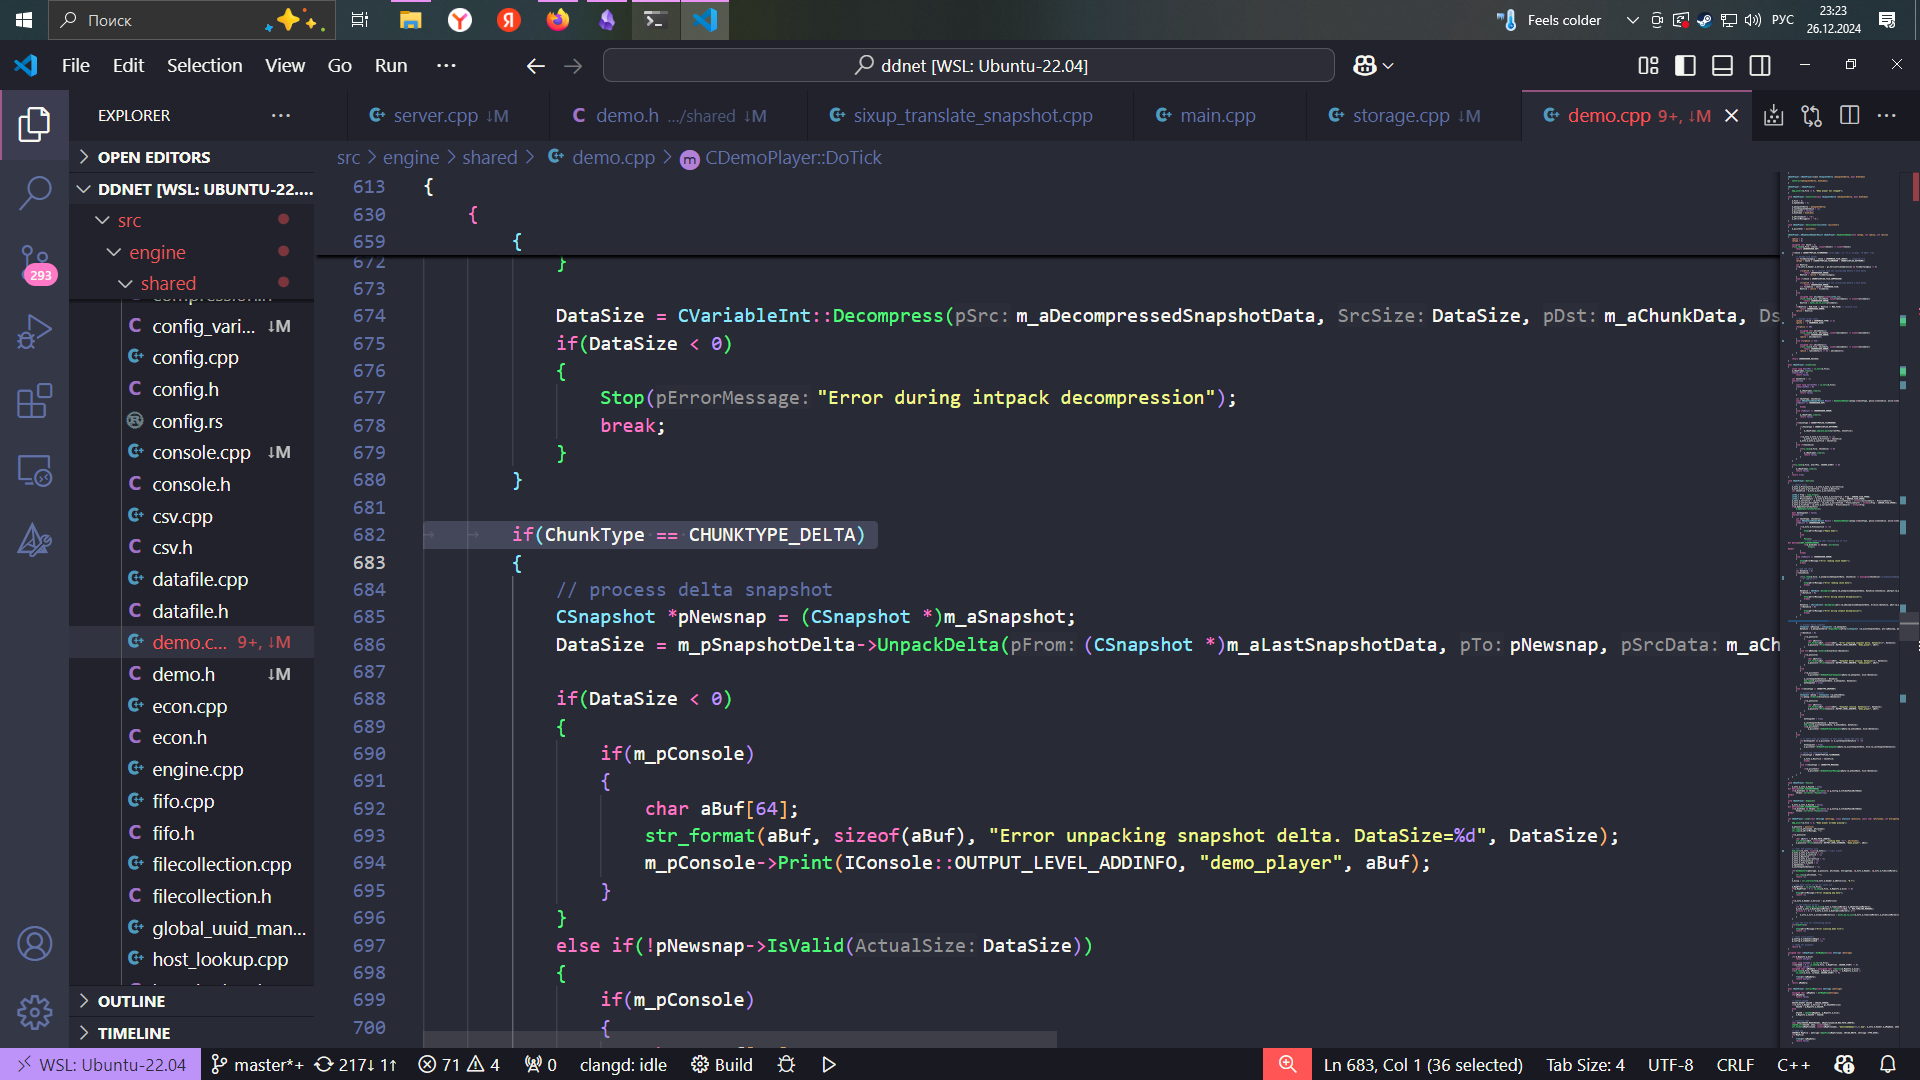 Поиск
Feels colder
РУС
23:23
26.12.2024
File Edit Selection View Go Run ···
ddnet [WSL: Ubuntu-22.04]
EXPLORER
server.cpp ↓M
demo.h .../shared ↓M
sixup_translate_snapshot.cpp
main.cpp
storage.cpp ↓M
demo.cpp 9+, ↓M
OPEN EDITORS
DDNET [WSL: UBUNTU-22....
src
engine
shared
config_vari... ↓M
config.cpp
config.h
config.rs
console.cpp ↓M
console.h
csv.cpp
csv.h
datafile.cpp
datafile.h
demo.c... 9+, ↓M
demo.h ↓M
econ.cpp
econ.h
engine.cpp
fifo.cpp
fifo.h
filecollection.cpp
filecollection.h
global_uuid_man...
host_lookup.cpp
OUTLINE
TIMELINE
293
src > engine > shared > demo.cpp > CDemoPlayer::DoTick
613 {
630 {
659 {
672 }
673
674 DataSize = CVariableInt::Decompress(pSrc: m_aDecompressedSnapshotData, SrcSize: DataSize, pDst: m_aChunkData, Ds
675 if(DataSize < 0)
676 {
677 Stop(pErrorMessage: "Error during intpack decompression");
678 break;
679 }
680 }
681
682 if(ChunkType == CHUNKTYPE_DELTA)
683 {
684 // process delta snapshot
685 CSnapshot *pNewsnap = (CSnapshot *)m_aSnapshot;
686 DataSize = m_pSnapshotDelta->UnpackDelta(pFrom: (CSnapshot *)m_aLastSnapshotData, pTo: pNewsnap, pSrcData: m_aCh
687
688 if(DataSize < 0)
689 {
690 if(m_pConsole)
691 {
692 char aBuf[64];
693 str_format(aBuf, sizeof(aBuf), "Error unpacking snapshot delta. DataSize=%d", DataSize);
694 m_pConsole->Print(IConsole::OUTPUT_LEVEL_ADDINFO, "demo_player", aBuf);
695 }
696 }
697 else if(!pNewsnap->IsValid(ActualSize: DataSize))
698 {
699 if(m_pConsole)
700 {
WSL: Ubuntu-22.04 master*+ 217↓ 1↑ 71 4 0 clangd: idle Build Ln 683, Col 1 (36 selected) Tab Size: 4 UTF-8 CRLF C++